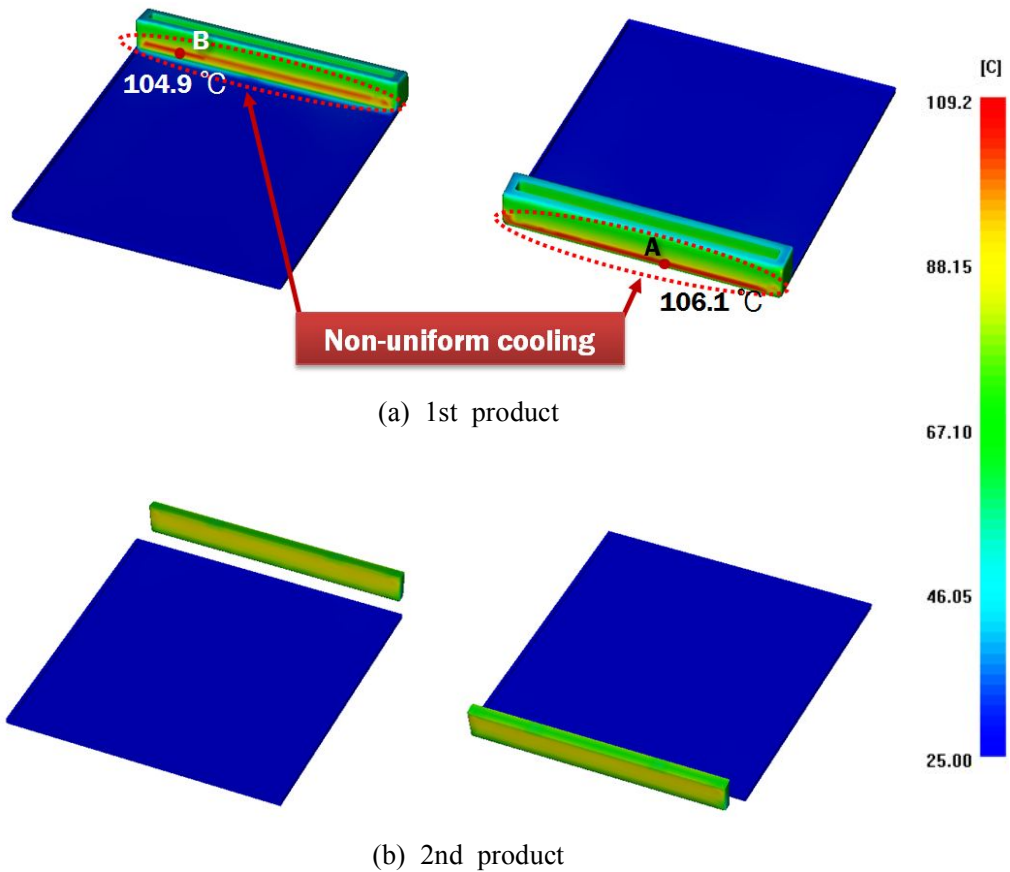 B
104.9 ℃
A
106.1 ℃
Non-uniform cooling
(a) 1st product
(b) 2nd product
[C]
109.2
88.15
67.10
46.05
25.00